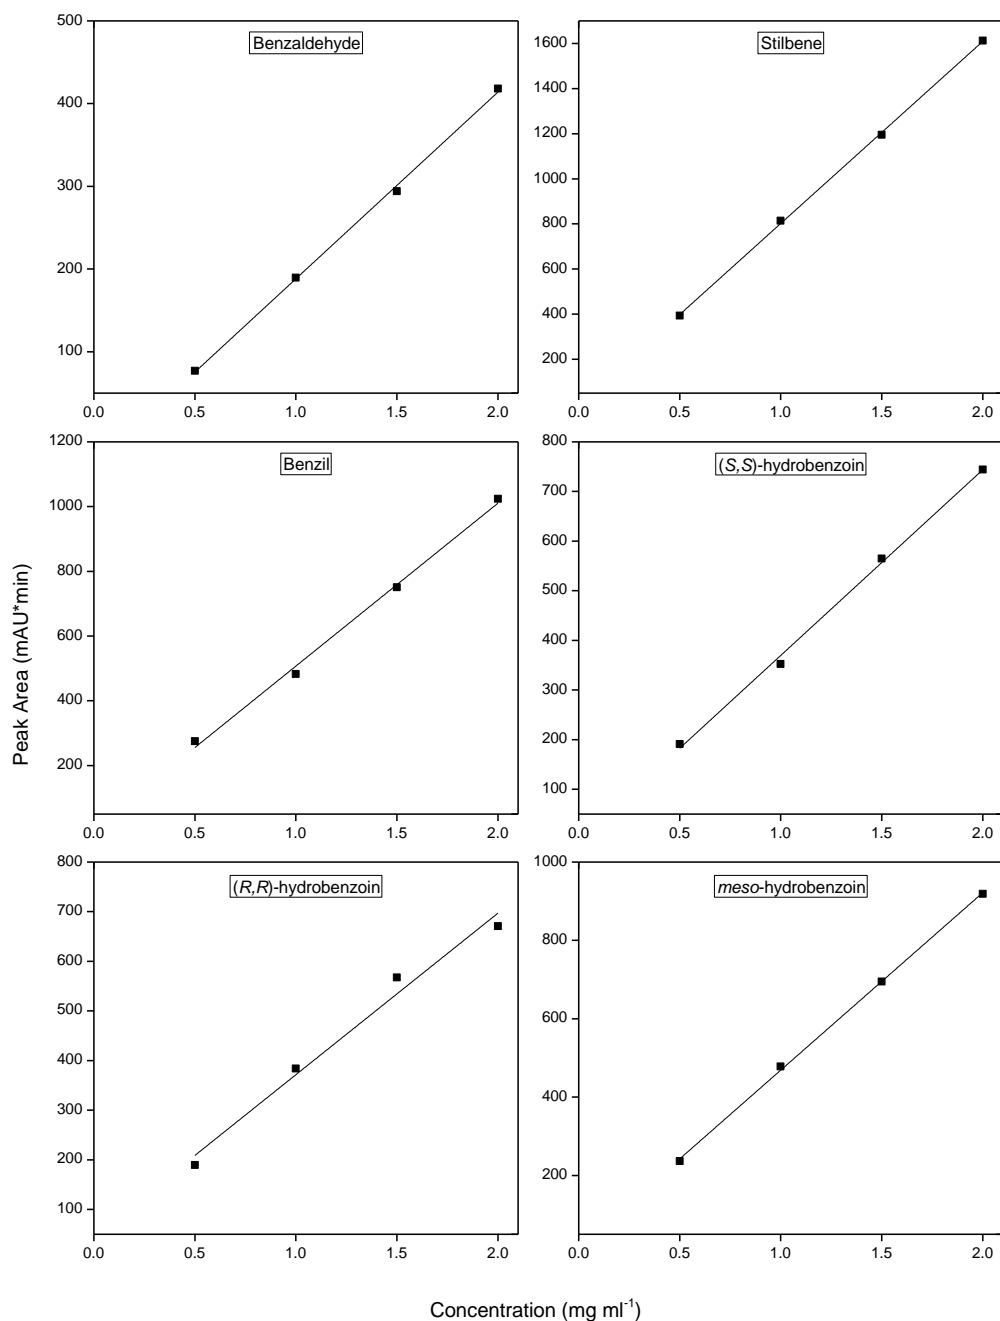 Benzaldehyde
500
400
300
200
100
0.0 0.5 1.0 1.5 2.0
Stilbene
1600
1400
1200
1000
800
600
400
200
0.0 0.5 1.0 1.5 2.0
Benzil
1200
1000
800
600
400
200
0.0 0.5 1.0 1.5 2.0
(S,S)-hydrobenzoin
800
700
600
500
400
300
200
100
0.0 0.5 1.0 1.5 2.0
(R,R)-hydrobenzoin
800
700
600
500
400
300
200
100
0.0 0.5 1.0 1.5 2.0
meso-hydrobenzoin
1000
800
600
400
200
0.0 0.5 1.0 1.5 2.0
Peak Area (mAU*min)
Concentration (mg ml⁻¹)